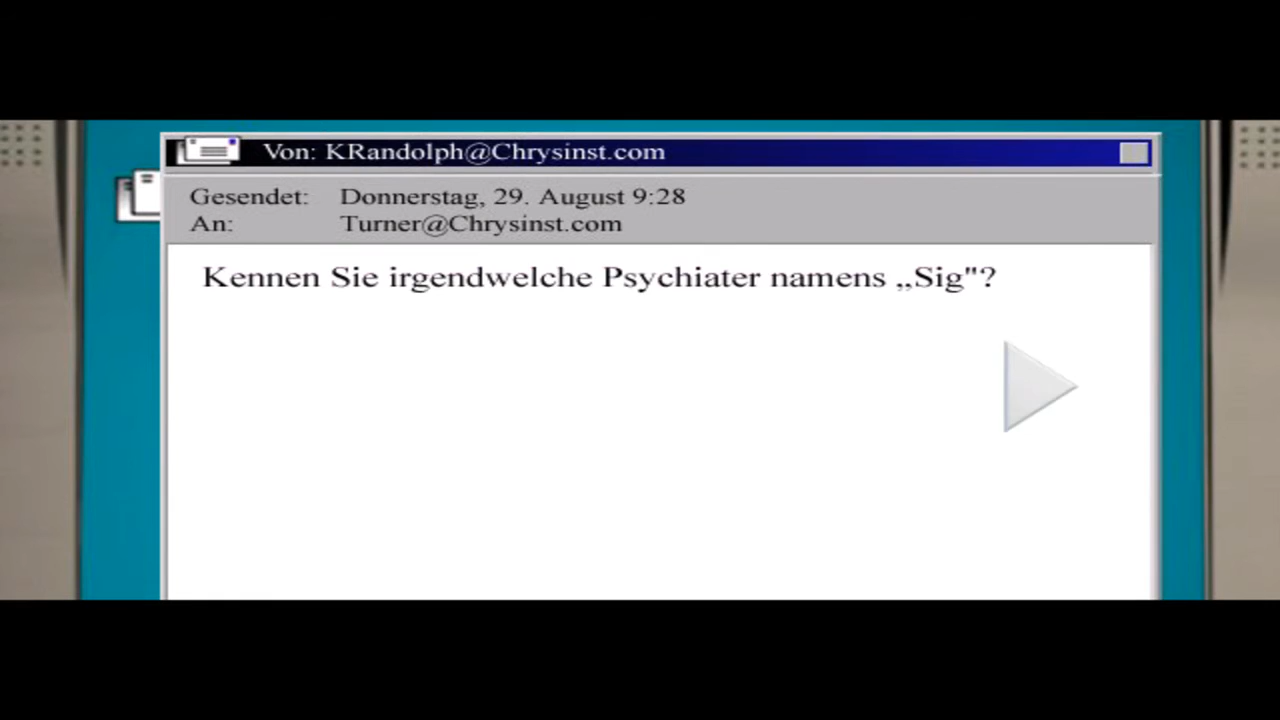 Von: KRandolph@Chrysinst.com
Gesendet: Donnerstag, 29. August 9:28
An: Turner@Chrysinst.com
Kennen Sie irgendwelche Psychiater namens „Sig"?